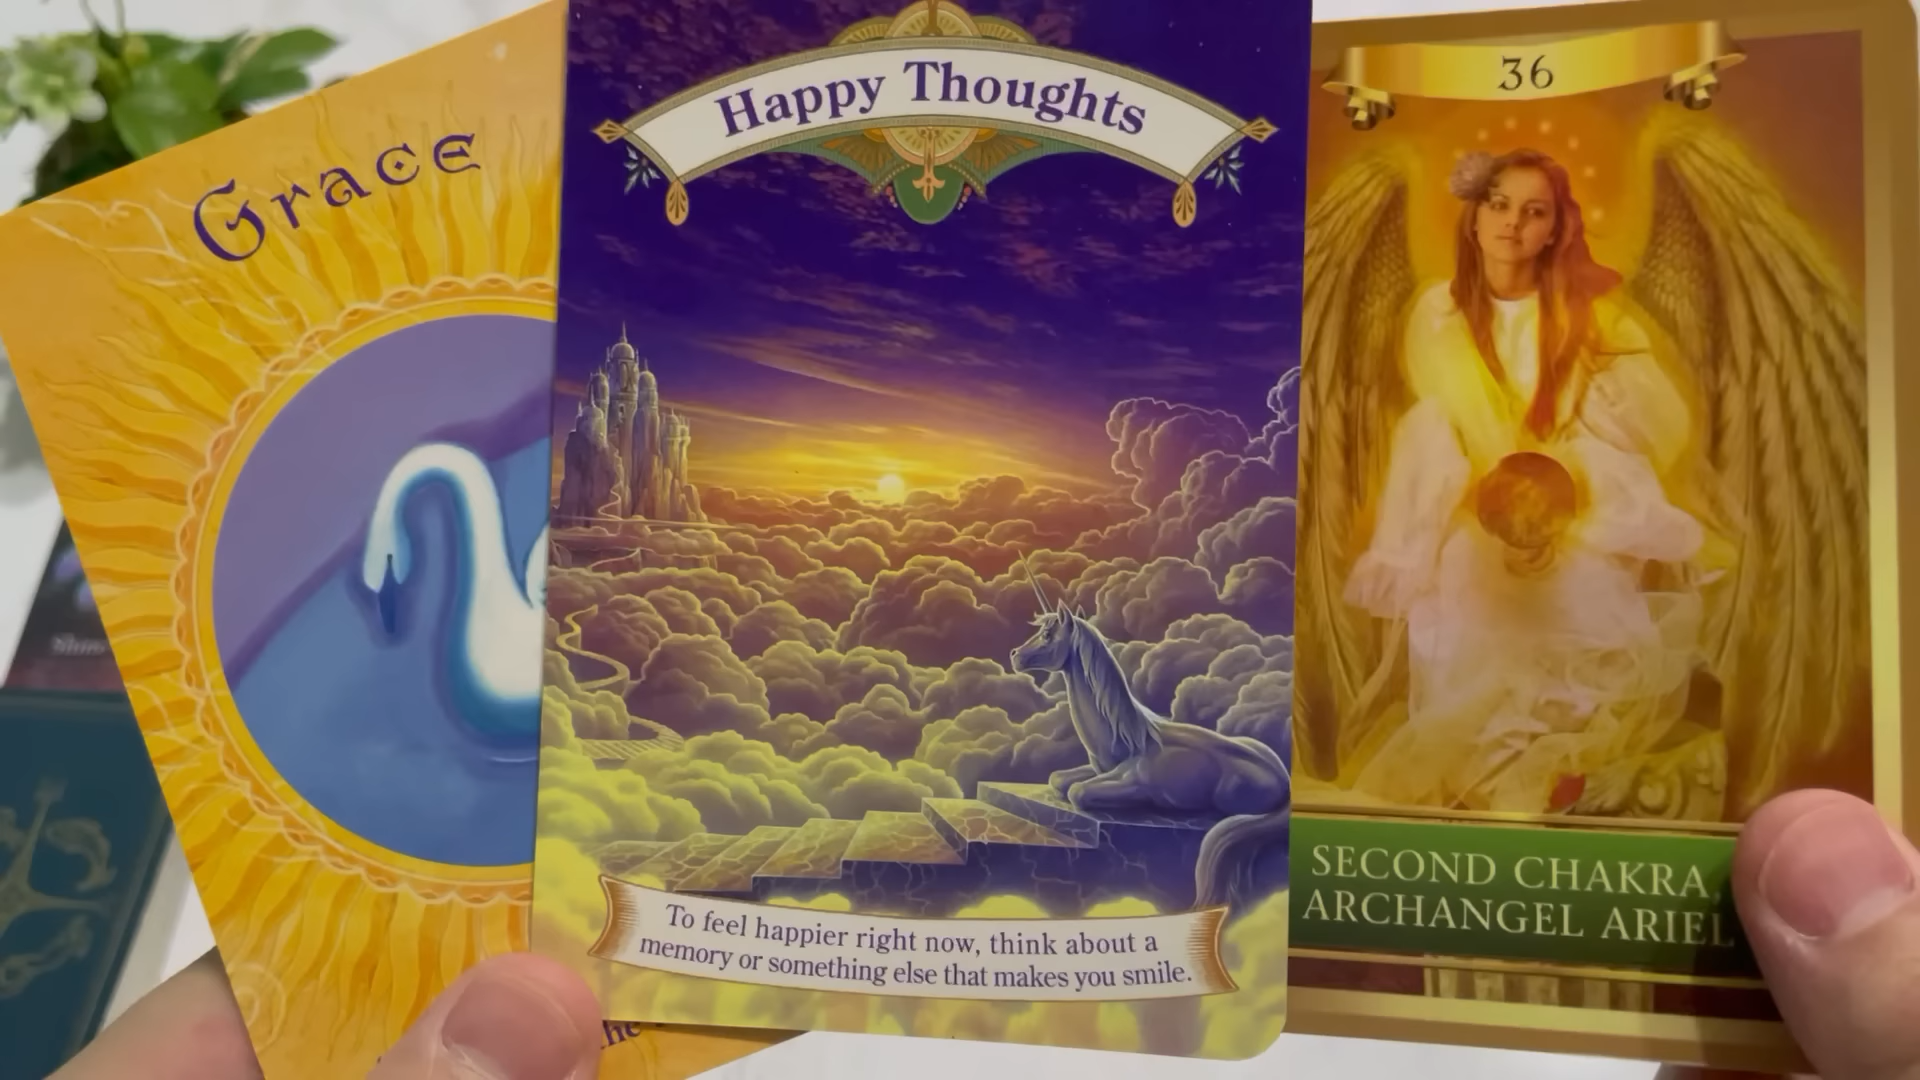 Grace
Happy Thoughts
To feel happier right now, think about a
memory or something else that makes you smile.
36
SECOND CHAKRA,
ARCHANGEL ARIEL
he